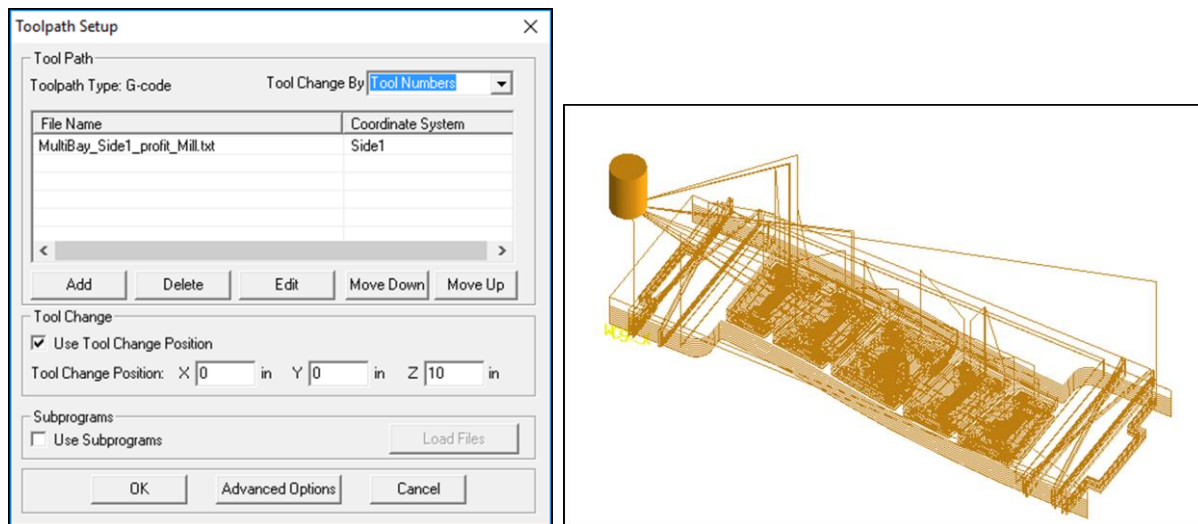 Toolpath Setup
Tool Path
Toolpath Type: G-code Tool Change By Tool Numbers
File Name Coordinate System
MultiBay_Side1_profit_Mill.txt Side1
Add Delete Edit Move Down Move Up
Tool Change
Use Tool Change Position
Tool Change Position: X 0 in Y 0 in Z 10 in
Subprograms
Use Subprograms
Load Files
OK Advanced Options Cancel